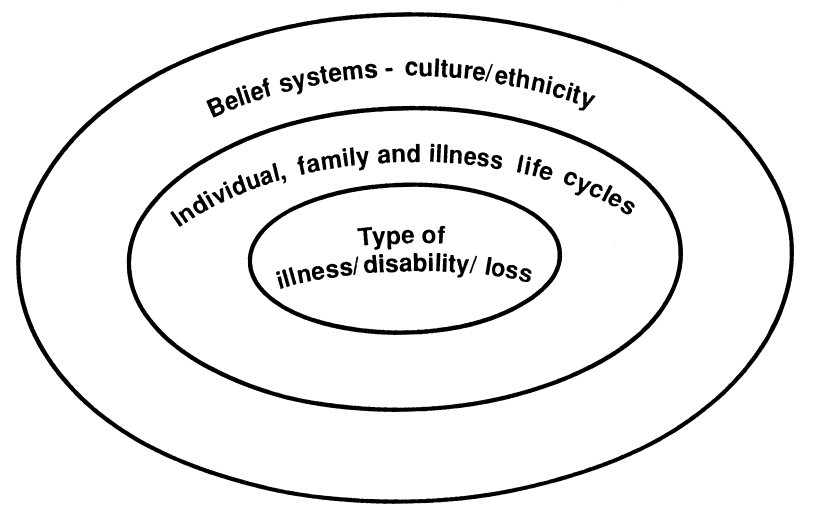 Belief systems - culture/ethnicity
Individual, family and illness life cycles
Type of
illness/disability/ loss